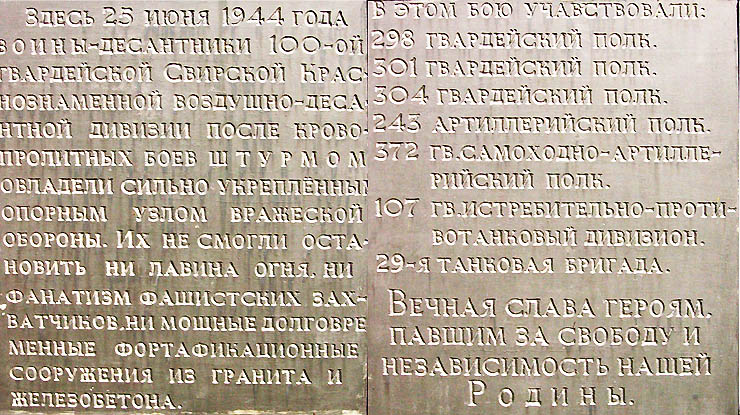 Здесь 25 июня 1944 года
воины-десантники 100-ой
гвардейской Свирской Крас-
нознаменной воздушно-деса-
нтной дивизии после крово-
пролитных боев штурмом
овладели сильно укреплённым
опорным узлом вражеской
обороны. Их не смогли оста-
новить ни лавина огня, ни
фанатизм фашистских зах-
ватчиков, ни мощные долговре
менные фортафикационные
сооружения из гранита и
железобетона.
В этом бою учавствовали:
298 гвардейский полк.
301 гвардейский полк.
304 гвардейский полк.
243 артиллерийский полк.
372 гв.самоходно-артилле-
рийский полк.
107 гв.истребительно-проти-
вотанковый дивизион.
29-я танковая бригада.
Вечная слава героям,
павшим за свободу и
независимость нашей
Родины.